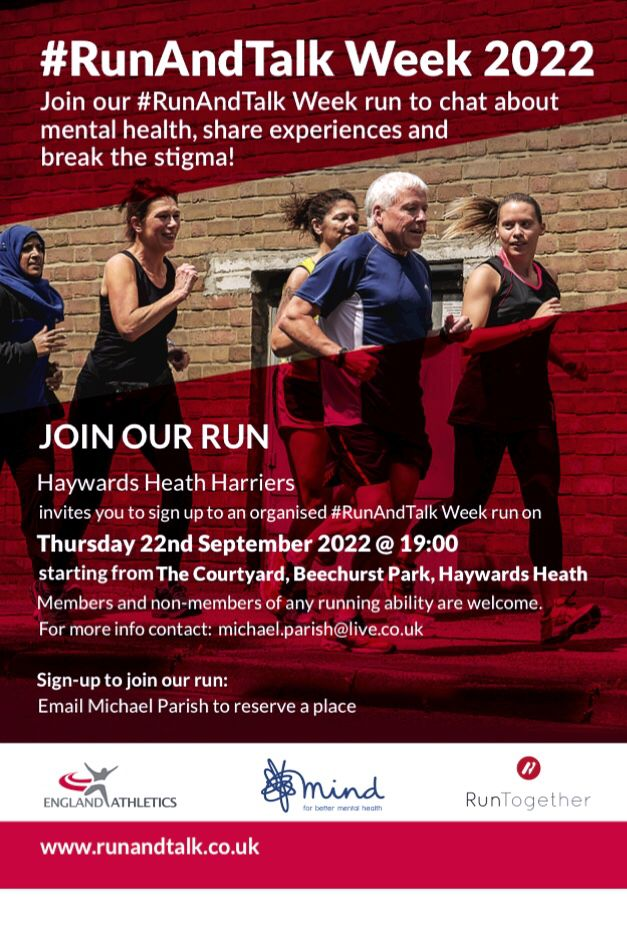 #RunAndTalk Week 2022
Join our #RunAndTalk Week run to chat about
mental health, share experiences and
break the stigma!
JOIN OUR RUN
Haywards Heath Harriers
invites you to sign up to an organised #RunAndTalk Week run on
Thursday 22nd September 2022 @ 19:00
starting from The Courtyard, Beechurst Park, Haywards Heath
Members and non-members of any running ability are welcome.
For more info contact: michael.parish@live.co.uk
Sign-up to join our run:
Email Michael Parish to reserve a place
ENGLAND ATHLETICS
mind
for better mental health
RunTogether
www.runandtalk.co.uk